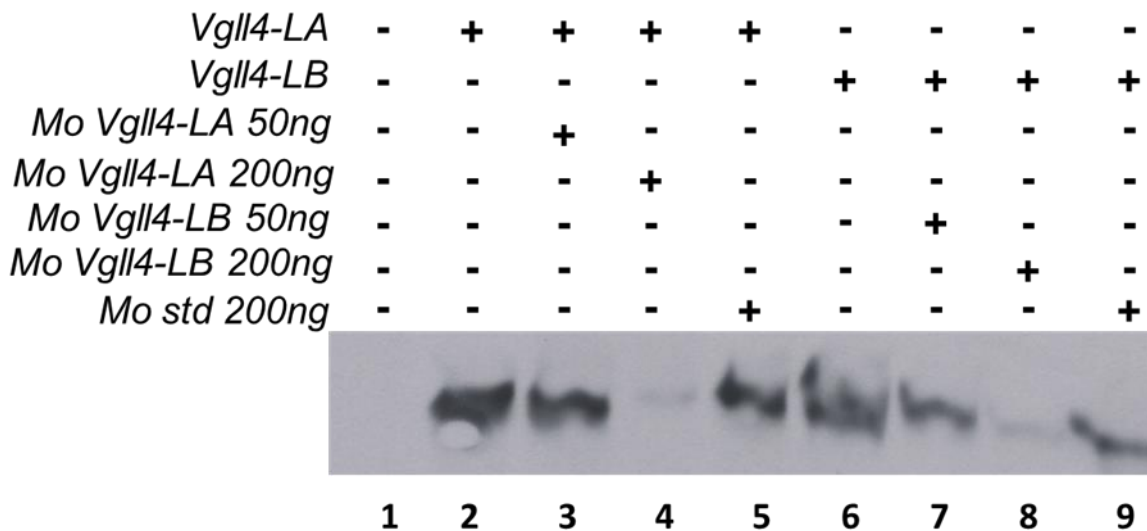 Vgll4-LA - + + + + - - - -
Vgll4-LB - - - - - + + + +
Mo Vgll4-LA 50ng - - + - - - - - -
Mo Vgll4-LA 200ng - - - + - - - - -
Mo Vgll4-LB 50ng - - - - - - + - -
Mo Vgll4-LB 200ng - - - - - - - + -
Mo std 200ng - - - - + - - - +
1 2 3 4 5 6 7 8 9